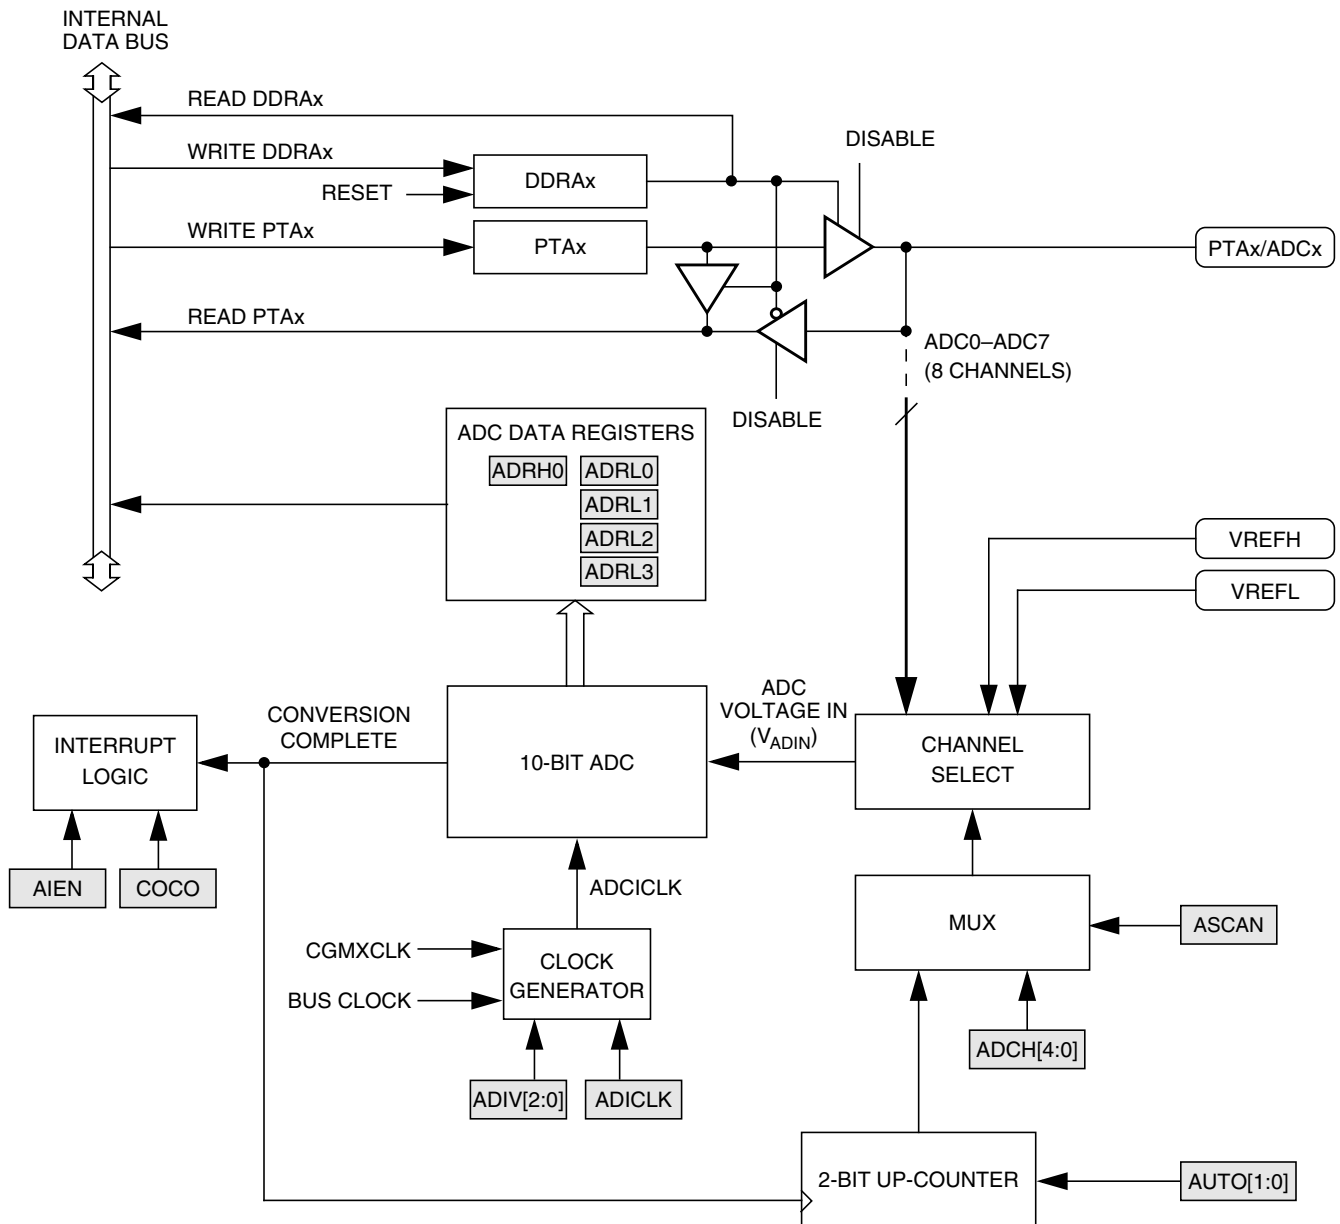 INTERNAL
DATA BUS
READ DDRAx
WRITE DDRAx
RESET
DDRAx
DISABLE
WRITE PTAx
PTAx
PTAx/ADCx
READ PTAx
DISABLE
ADC0–ADC7
(8 CHANNELS)
ADC DATA REGISTERS
ADRH0 ADRL0
ADRL1
ADRL2
ADRL3
VREFH
VREFL
INTERRUPT
LOGIC
CONVERSION
COMPLETE
10-BIT ADC
ADC
VOLTAGE IN
(VADIN)
CHANNEL
SELECT
AIEN
COCO
ADCICLK
CGMXCLK
BUS CLOCK
CLOCK
GENERATOR
MUX
ASCAN
ADIV[2:0]
ADICLK
ADCH[4:0]
2-BIT UP-COUNTER
AUTO[1:0]